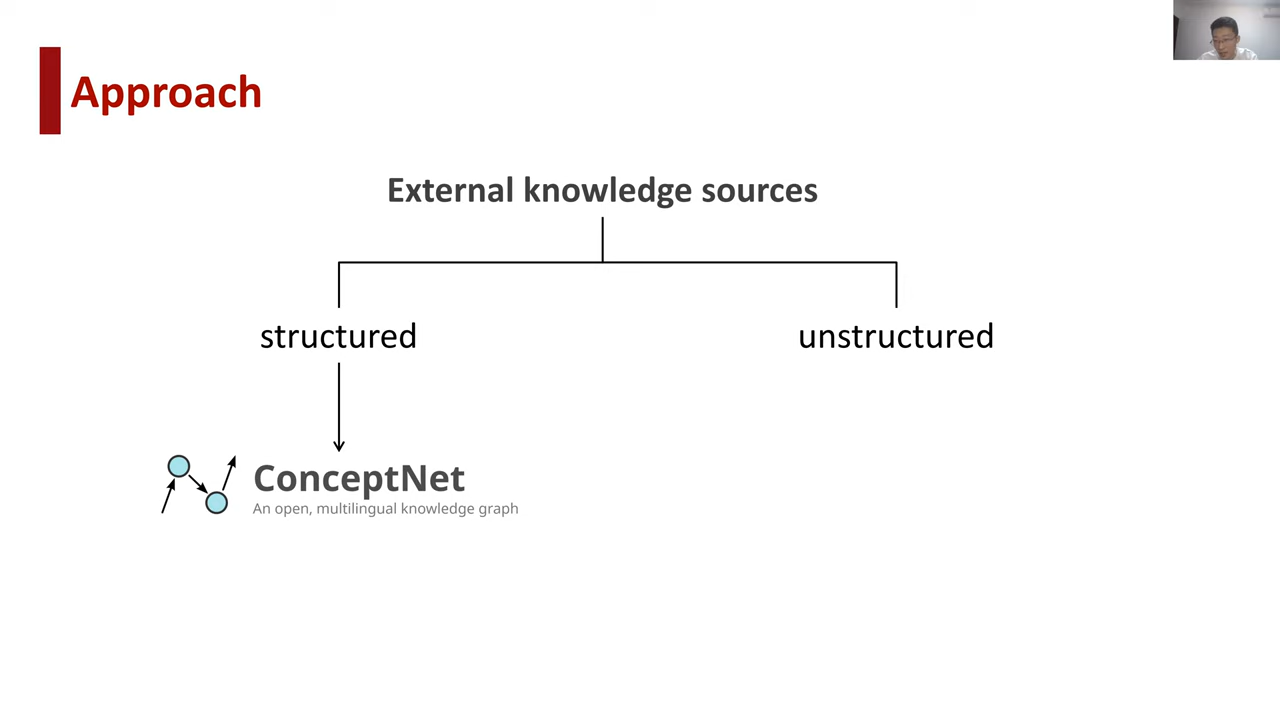 Approach
External knowledge sources
structured
unstructured
ConceptNet
An open, multilingual knowledge graph